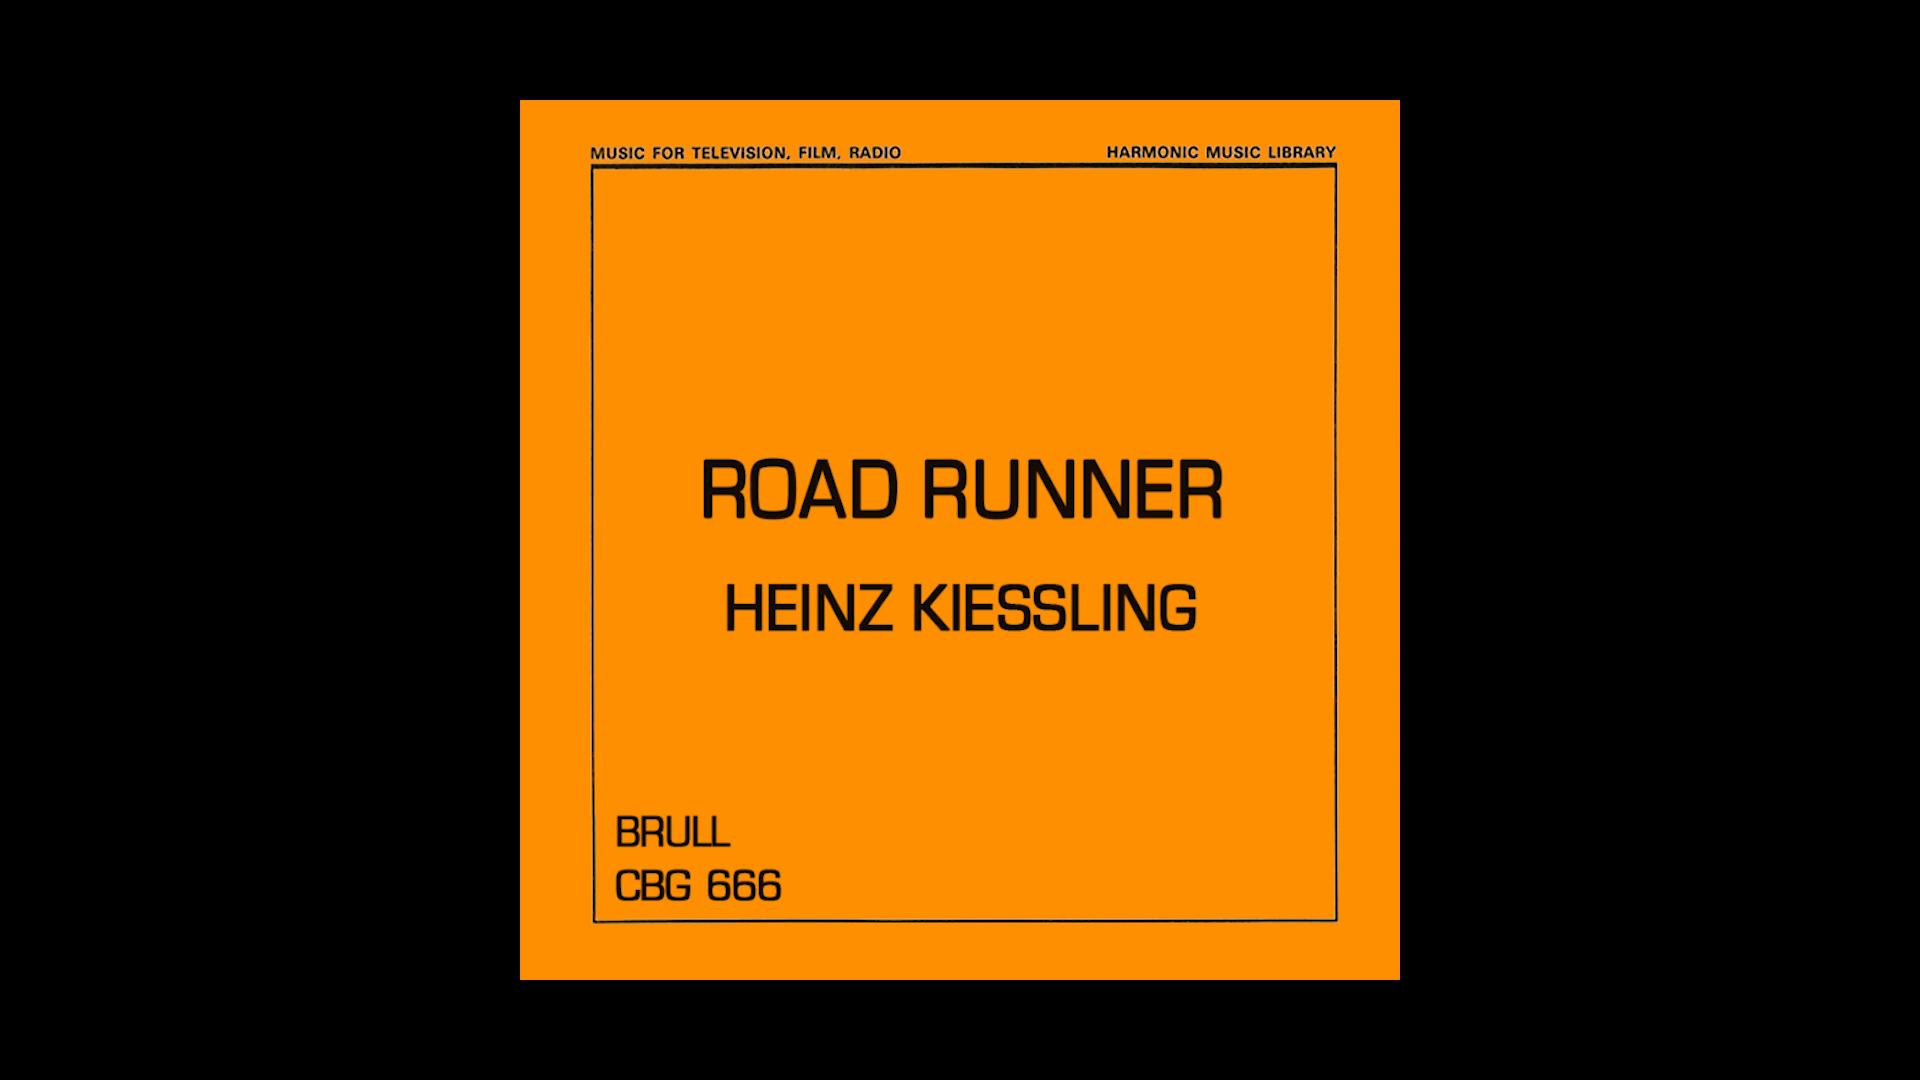 MUSIC FOR TELEVISION, FILM, RADIO
HARMONIC MUSIC LIBRARY
ROAD RUNNER
HEINZ KIESSLING
BRULL
CBG 666